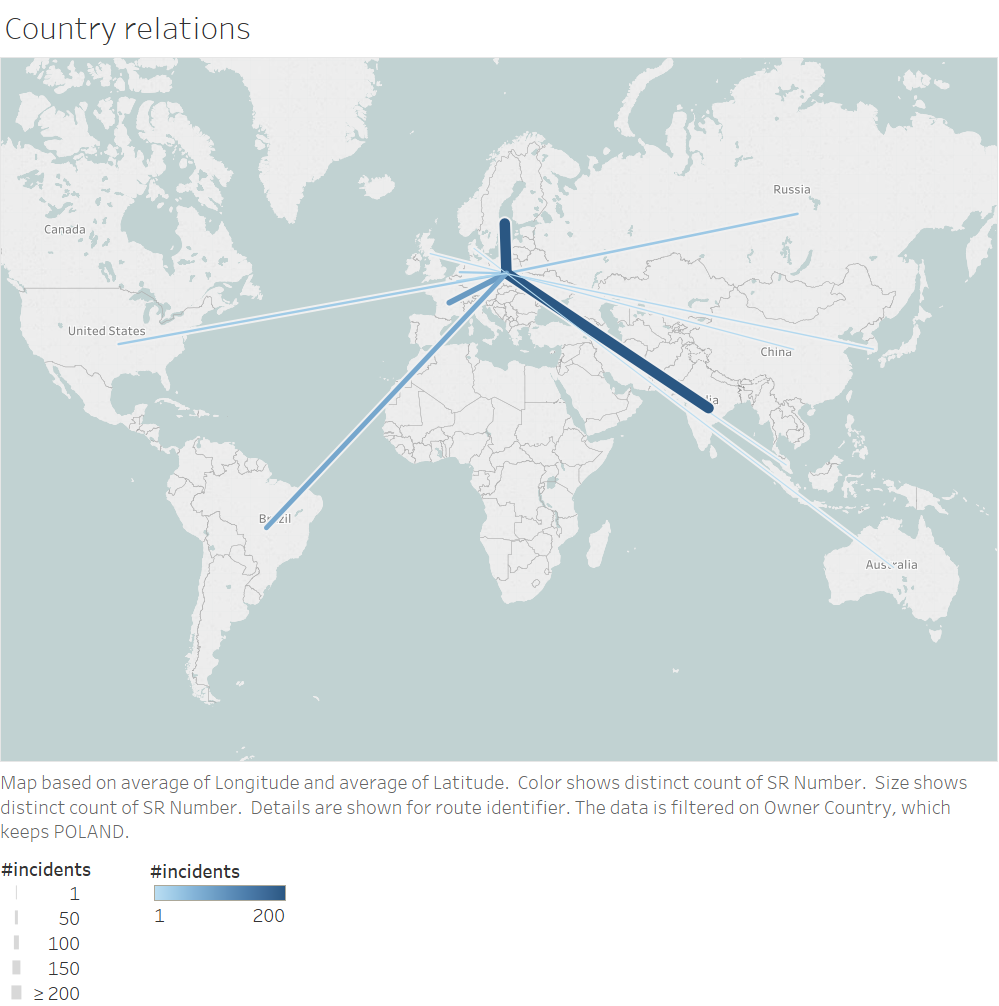 Country relations
Russia
Canada
United States
China
lia
Brazil
Australia
Map based on average of Longitude and average of Latitude.  Color shows distinct count of SR Number.  Size shows
distinct count of SR Number.  Details are shown for route identifier. The data is filtered on Owner Country, which
keeps POLAND.
#incidents
1
50
100
150
≥ 200
#incidents
1 200